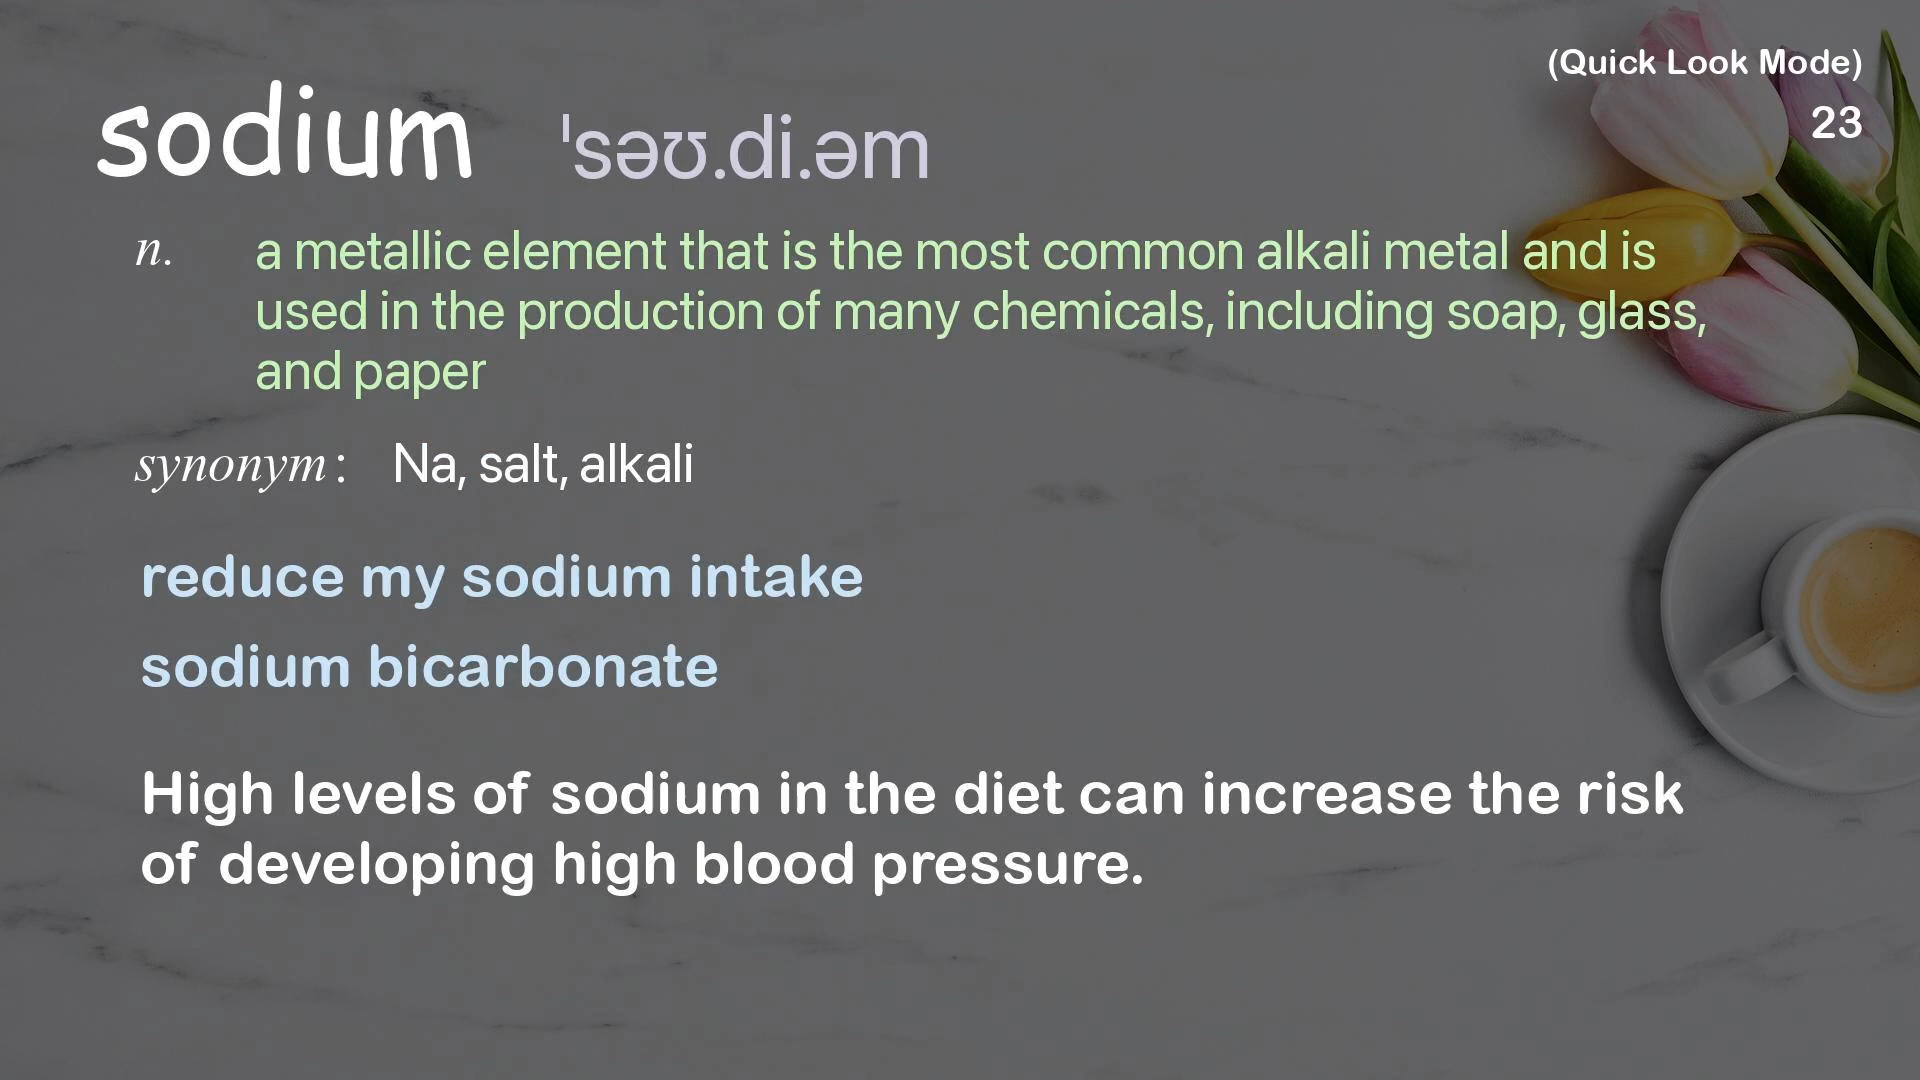 (Quick Look Mode)
23
sodium ˈsəʊ.di.əm
n. a metallic element that is the most common alkali metal and is
used in the production of many chemicals, including soap, glass,
and paper
synonym: Na, salt, alkali
reduce my sodium intake
sodium bicarbonate
High levels of sodium in the diet can increase the risk
of developing high blood pressure.